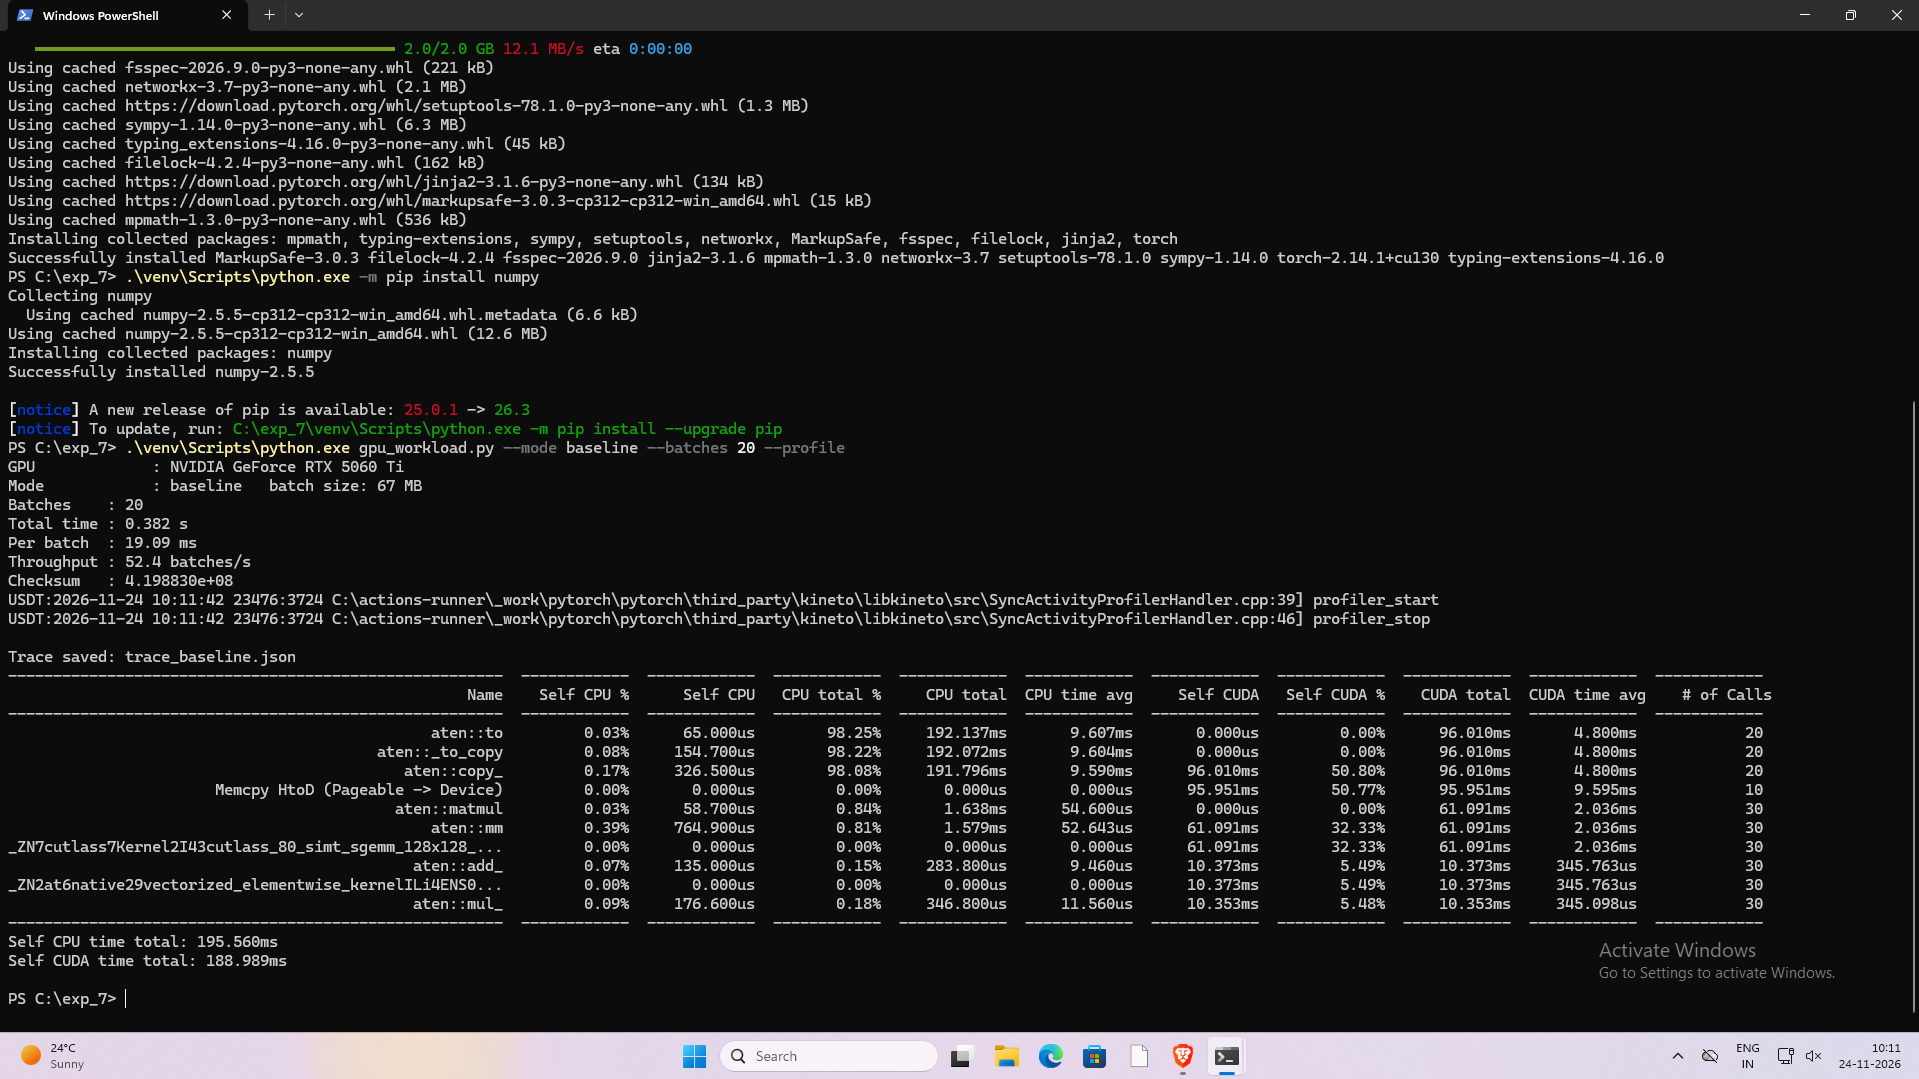 Windows PowerShell
2.0/2.0 GB 12.1 MB/s eta 0:00:00
Using cached fsspec-2026.9.0-py3-none-any.whl (221 kB)
Using cached networkx-3.7-py3-none-any.whl (2.1 MB)
Using cached https://download.pytorch.org/whl/setuptools-78.1.0-py3-none-any.whl (1.3 MB)
Using cached sympy-1.14.0-py3-none-any.whl (6.3 MB)
Using cached typing_extensions-4.16.0-py3-none-any.whl (45 kB)
Using cached filelock-4.2.4-py3-none-any.whl (162 kB)
Using cached https://download.pytorch.org/whl/jinja2-3.1.6-py3-none-any.whl (134 kB)
Using cached https://download.pytorch.org/whl/markupsafe-3.0.3-cp312-cp312-win_amd64.whl (15 kB)
Using cached mpmath-1.3.0-py3-none-any.whl (536 kB)
Installing collected packages: mpmath, typing-extensions, sympy, setuptools, networkx, MarkupSafe, fsspec, filelock, jinja2, torch
Successfully installed MarkupSafe-3.0.3 filelock-4.2.4 fsspec-2026.9.0 jinja2-3.1.6 mpmath-1.3.0 networkx-3.7 setuptools-78.1.0 sympy-1.14.0 torch-2.14.1+cu130 typing-extensions-4.16.0
PS C:\exp_7> .\venv\Scripts\python.exe -m pip install numpy
Collecting numpy
  Using cached numpy-2.5.5-cp312-cp312-win_amd64.whl.metadata (6.6 kB)
Using cached numpy-2.5.5-cp312-cp312-win_amd64.whl (12.6 MB)
Installing collected packages: numpy
Successfully installed numpy-2.5.5
[notice] A new release of pip is available: 25.0.1 -> 26.3
[notice] To update, run: C:\exp_7\venv\Scripts\python.exe -m pip install --upgrade pip
PS C:\exp_7> .\venv\Scripts\python.exe gpu_workload.py --mode baseline --batches 20 --profile
GPU             : NVIDIA GeForce RTX 5060 Ti
Mode            : baseline   batch size: 67 MB
Batches    : 20
Total time : 0.382 s
Per batch  : 19.09 ms
Throughput : 52.4 batches/s
Checksum   : 4.198830e+08
USDT:2026-11-24 10:11:42 23476:3724 C:\actions-runner\_work\pytorch\pytorch\third_party\kineto\libkineto\src\SyncActivityProfilerHandler.cpp:39] profiler_start
USDT:2026-11-24 10:11:42 23476:3724 C:\actions-runner\_work\pytorch\pytorch\third_party\kineto\libkineto\src\SyncActivityProfilerHandler.cpp:46] profiler_stop
Trace saved: trace_baseline.json
Name Self CPU % Self CPU CPU total % CPU total CPU time avg Self CUDA Self CUDA % CUDA total CUDA time avg # of Calls
aten::to 0.03% 65.000us 98.25% 192.137ms 9.607ms 0.000us 0.00% 96.010ms 4.800ms 20
aten::_to_copy 0.08% 154.700us 98.22% 192.072ms 9.604ms 0.000us 0.00% 96.010ms 4.800ms 20
aten::copy_ 0.17% 326.500us 98.08% 191.796ms 9.590ms 96.010ms 50.80% 96.010ms 4.800ms 20
Memcpy HtoD (Pageable -> Device) 0.00% 0.000us 0.00% 0.000us 0.000us 95.951ms 50.77% 95.951ms 9.595ms 10
aten::matmul 0.03% 58.700us 0.84% 1.638ms 54.600us 0.000us 0.00% 61.091ms 2.036ms 30
aten::mm 0.39% 764.900us 0.81% 1.579ms 52.643us 61.091ms 32.33% 61.091ms 2.036ms 30
_ZN7cutlass7Kernel2I43cutlass_80_simt_sgemm_128x128_... 0.00% 0.000us 0.00% 0.000us 0.000us 61.091ms 32.33% 61.091ms 2.036ms 30
aten::add_ 0.07% 135.000us 0.15% 283.800us 9.460us 10.373ms 5.49% 10.373ms 345.763us 30
_ZN2at6native29vectorized_elementwise_kernelILi4ENS0... 0.00% 0.000us 0.00% 0.000us 0.000us 10.373ms 5.49% 10.373ms 345.763us 30
aten::mul_ 0.09% 176.600us 0.18% 346.800us 11.560us 10.353ms 5.48% 10.353ms 345.098us 30
Self CPU time total: 195.560ms
Self CUDA time total: 188.989ms
PS C:\exp_7>
Activate Windows
Go to Settings to activate Windows.
24°C
Sunny
Search
ENG
IN
10:11
24-11-2026